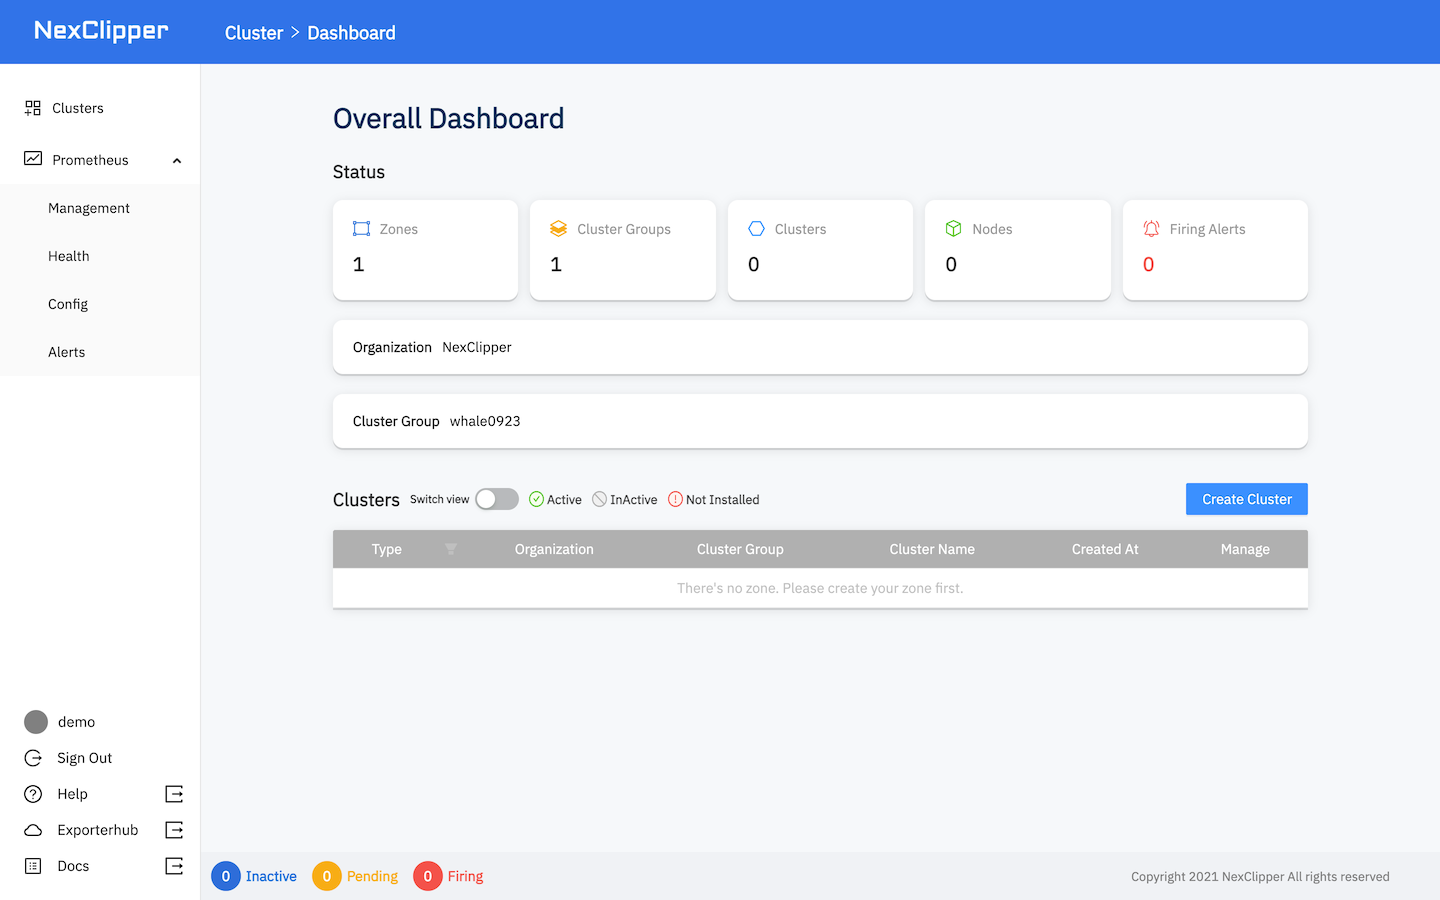 NexClipper
Cluster > Dashboard
Clusters
Prometheus
Management
Health
Config
Alerts
demo
Sign Out
Help
Exporterhub
Docs
Overall Dashboard
Status
Zones
1
Cluster Groups
1
Clusters
0
Nodes
0
Firing Alerts
0
Organization NexClipper
Cluster Group whale0923
Clusters Switch view Active InActive Not Installed
Create Cluster
Type Organization Cluster Group Cluster Name Created At Manage
There's no zone. Please create your zone first.
0 Inactive 0 Pending 0 Firing
Copyright 2021 NexClipper All rights reserved